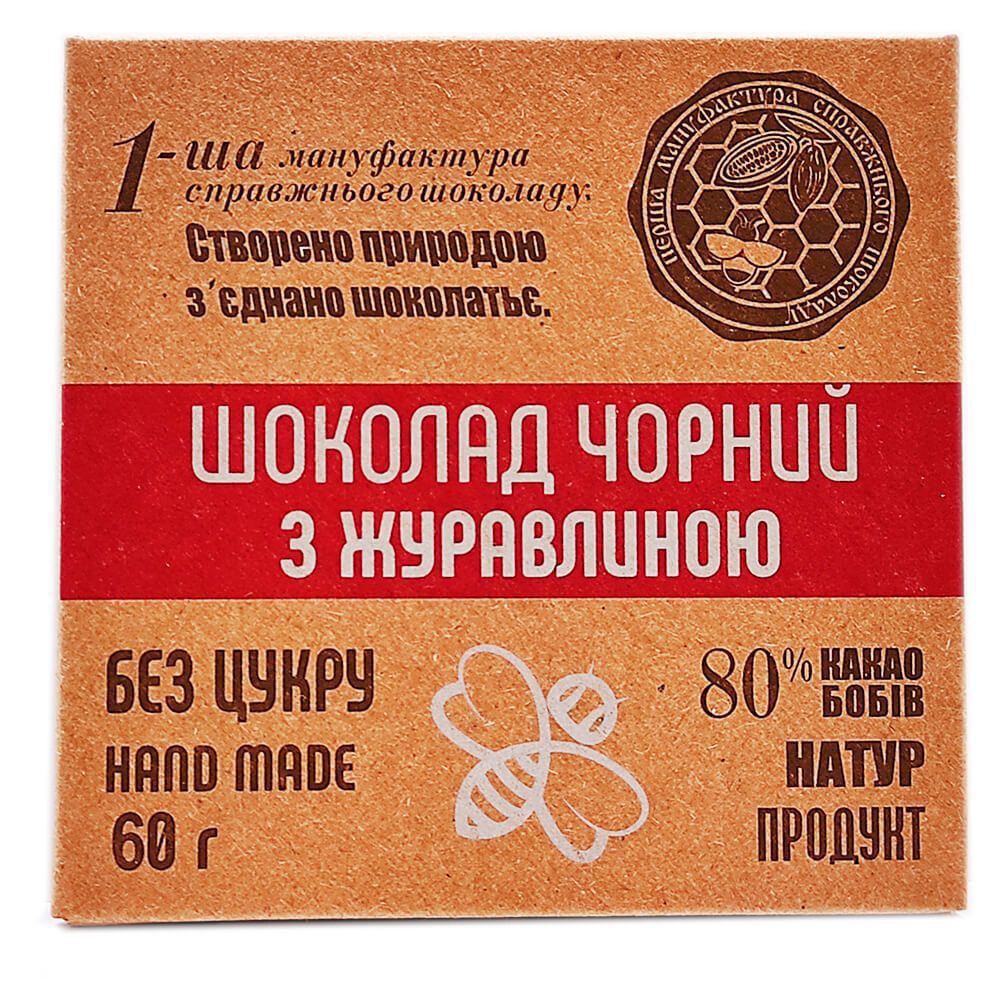 1-ша мануфактура
справжнього шоколаду.
Створено природою
з'єднано шоколатьє.
ПЕРША МАНУФАКТУРА СПРАВЖНЬОГО ШОКОЛАДУ
ШОКОЛАД ЧОРНИЙ
З ЖУРАВЛИНОЮ
БЕЗ ЦУКРУ
HAND MADE
60 г
80% КАКАО
БОБІВ
НАТУР
ПРОДУКТ